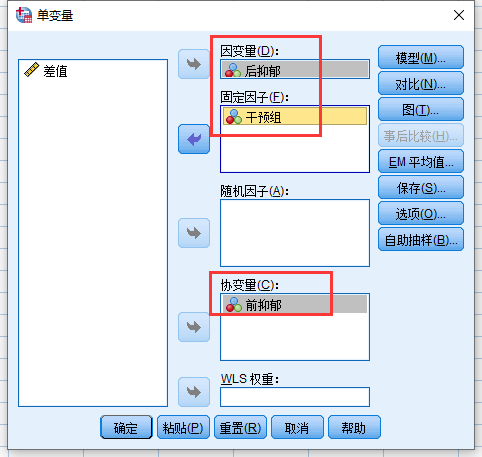 单变量
差值
因变量(D):
后抑郁
固定因子(F):
干预组
随机因子(A):
协变量(C):
前抑郁
WLS 权重:
模型(M)...
对比(N)...
图(T)...
事后比较(H)...
EM 平均值...
保存(S)...
选项(O)...
自助抽样(B)...
确定
粘贴(P)
重置(R)
取消
帮助